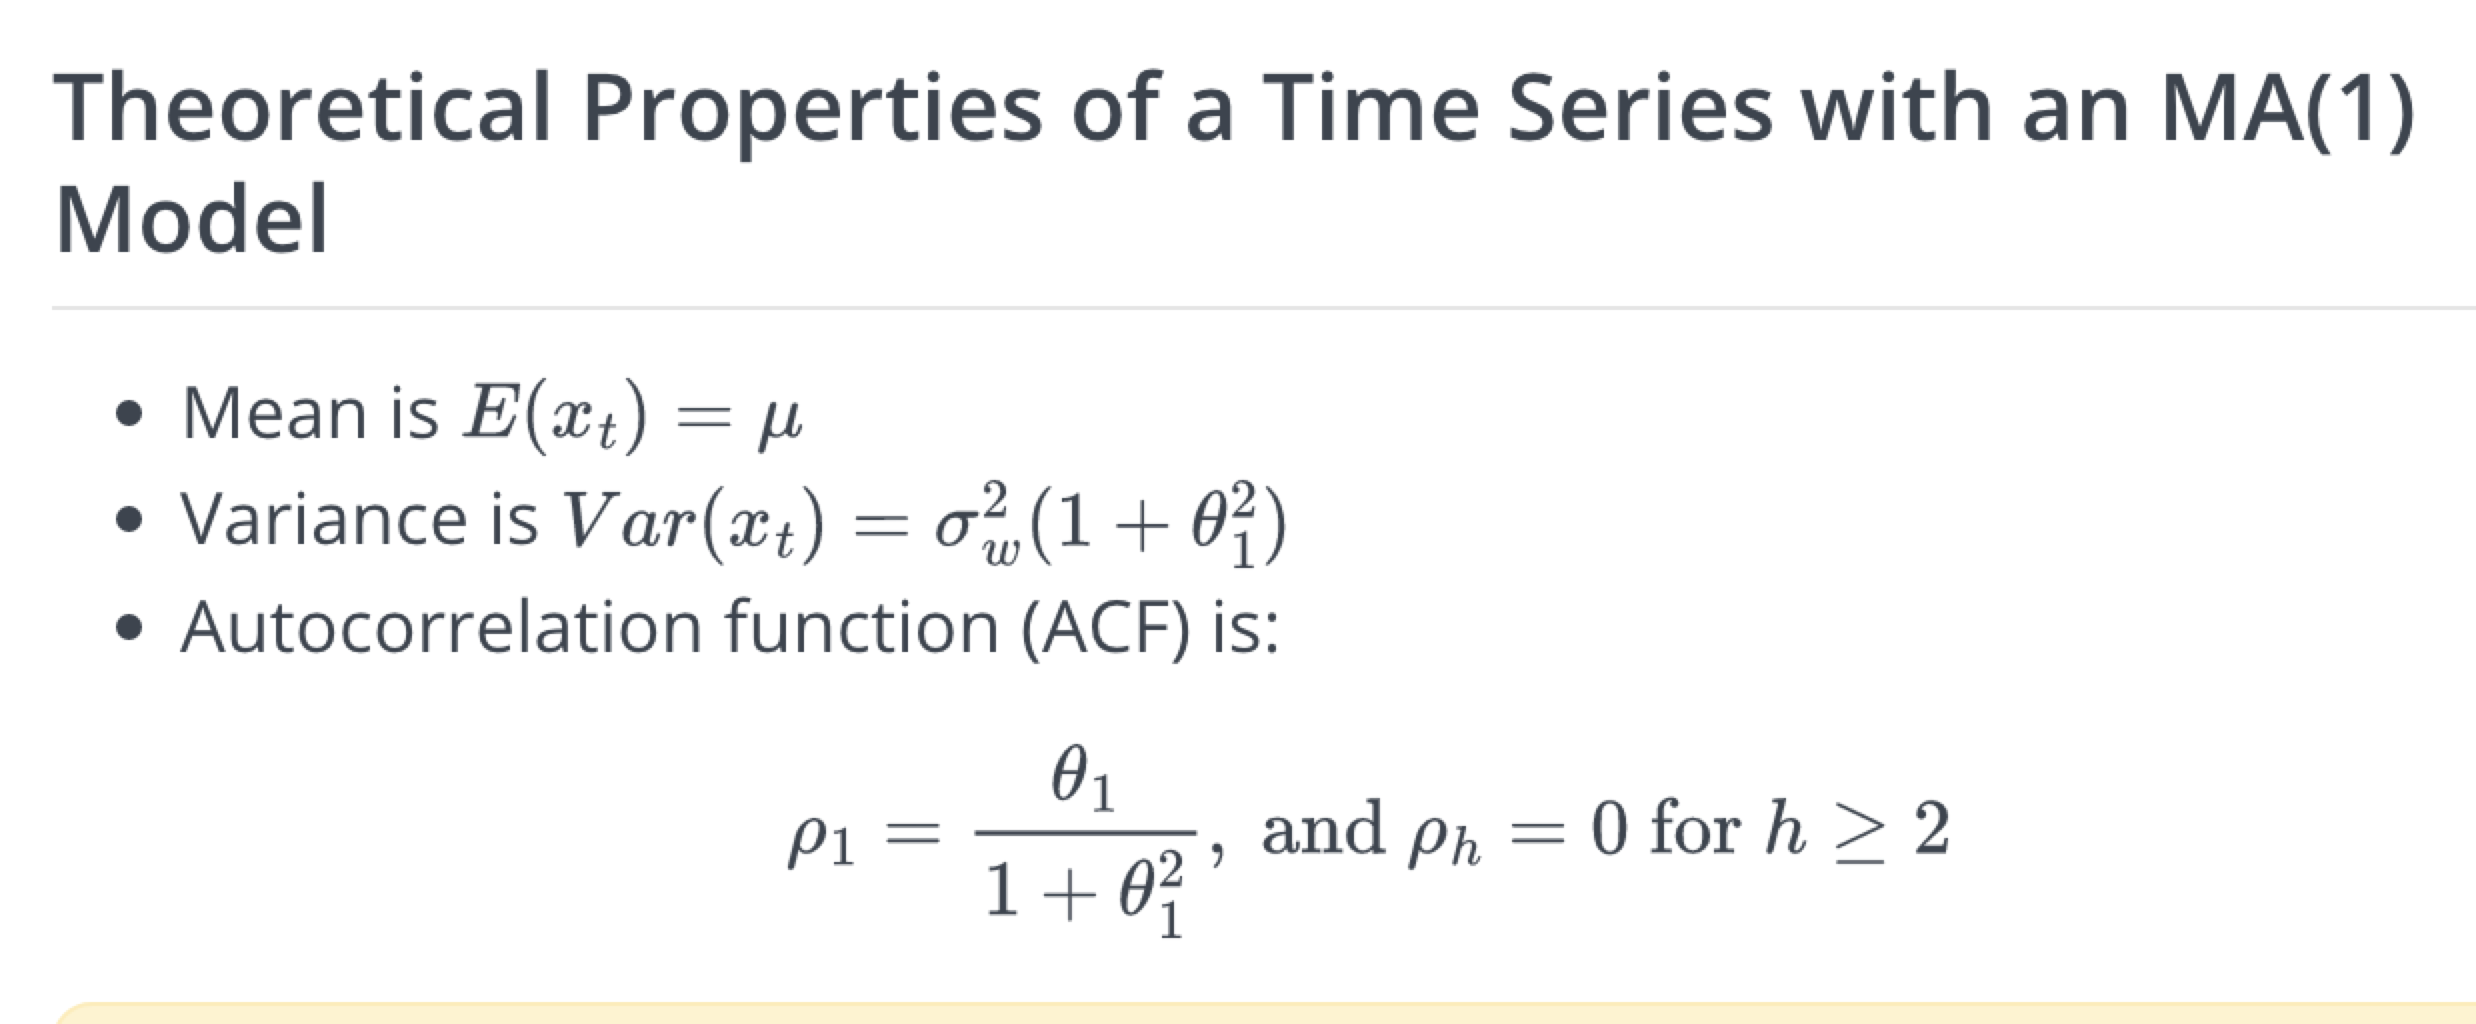 Theoretical Properties of a Time Series with an MA(1)
Model
• Mean is $E(x_t) = \mu$
• Variance is $Var(x_t) = \sigma_w^2(1 + \theta_1^2)$
• Autocorrelation function (ACF) is:
$\rho_1 = \frac{\theta_1}{1 + \theta_1^2}$, and $\rho_h = 0$ for $h \geq 2$